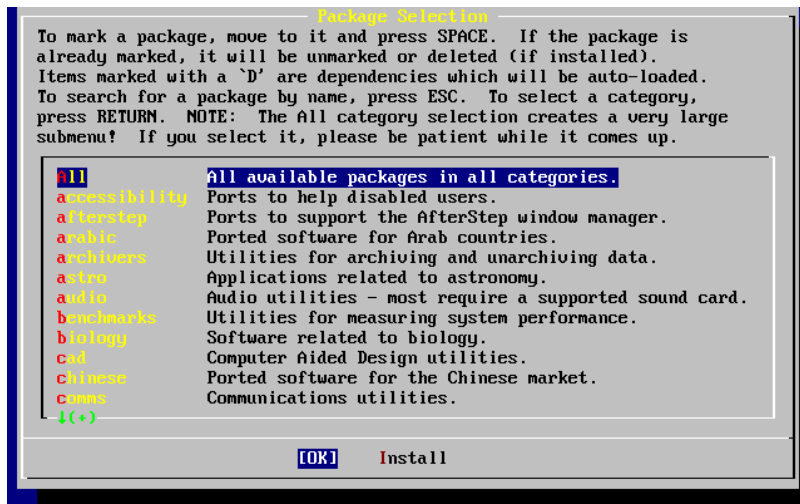 Package Selection
To mark a package, move to it and press SPACE.  If the package is
already marked, it will be unmarked or deleted (if installed).
Items marked with a `D' are dependencies which will be auto-loaded.
To search for a package by name, press ESC.  To select a category,
press RETURN.  NOTE:  The All category selection creates a very large
submenu!  If you select it, please be patient while it comes up.
All All available packages in all categories.
accessibility Ports to help disabled users.
afterstep Ports to support the AfterStep window manager.
arabic Ported software for Arab countries.
archivers Utilities for archiving and unarchiving data.
astro Applications related to astronomy.
audio Audio utilities - most require a supported sound card.
benchmarks Utilities for measuring system performance.
biology Software related to biology.
cad Computer Aided Design utilities.
chinese Ported software for the Chinese market.
comms Communications utilities.
↓(+)
[OK] Install